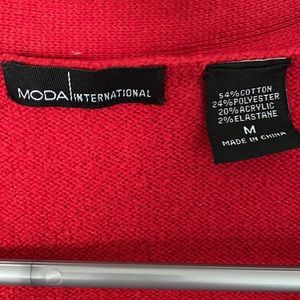 MODA INTERNATIONAL
54% COTTON
24% POLYESTER
20% ACRYLIC
2% ELASTANE
M
MADE IN CHINA